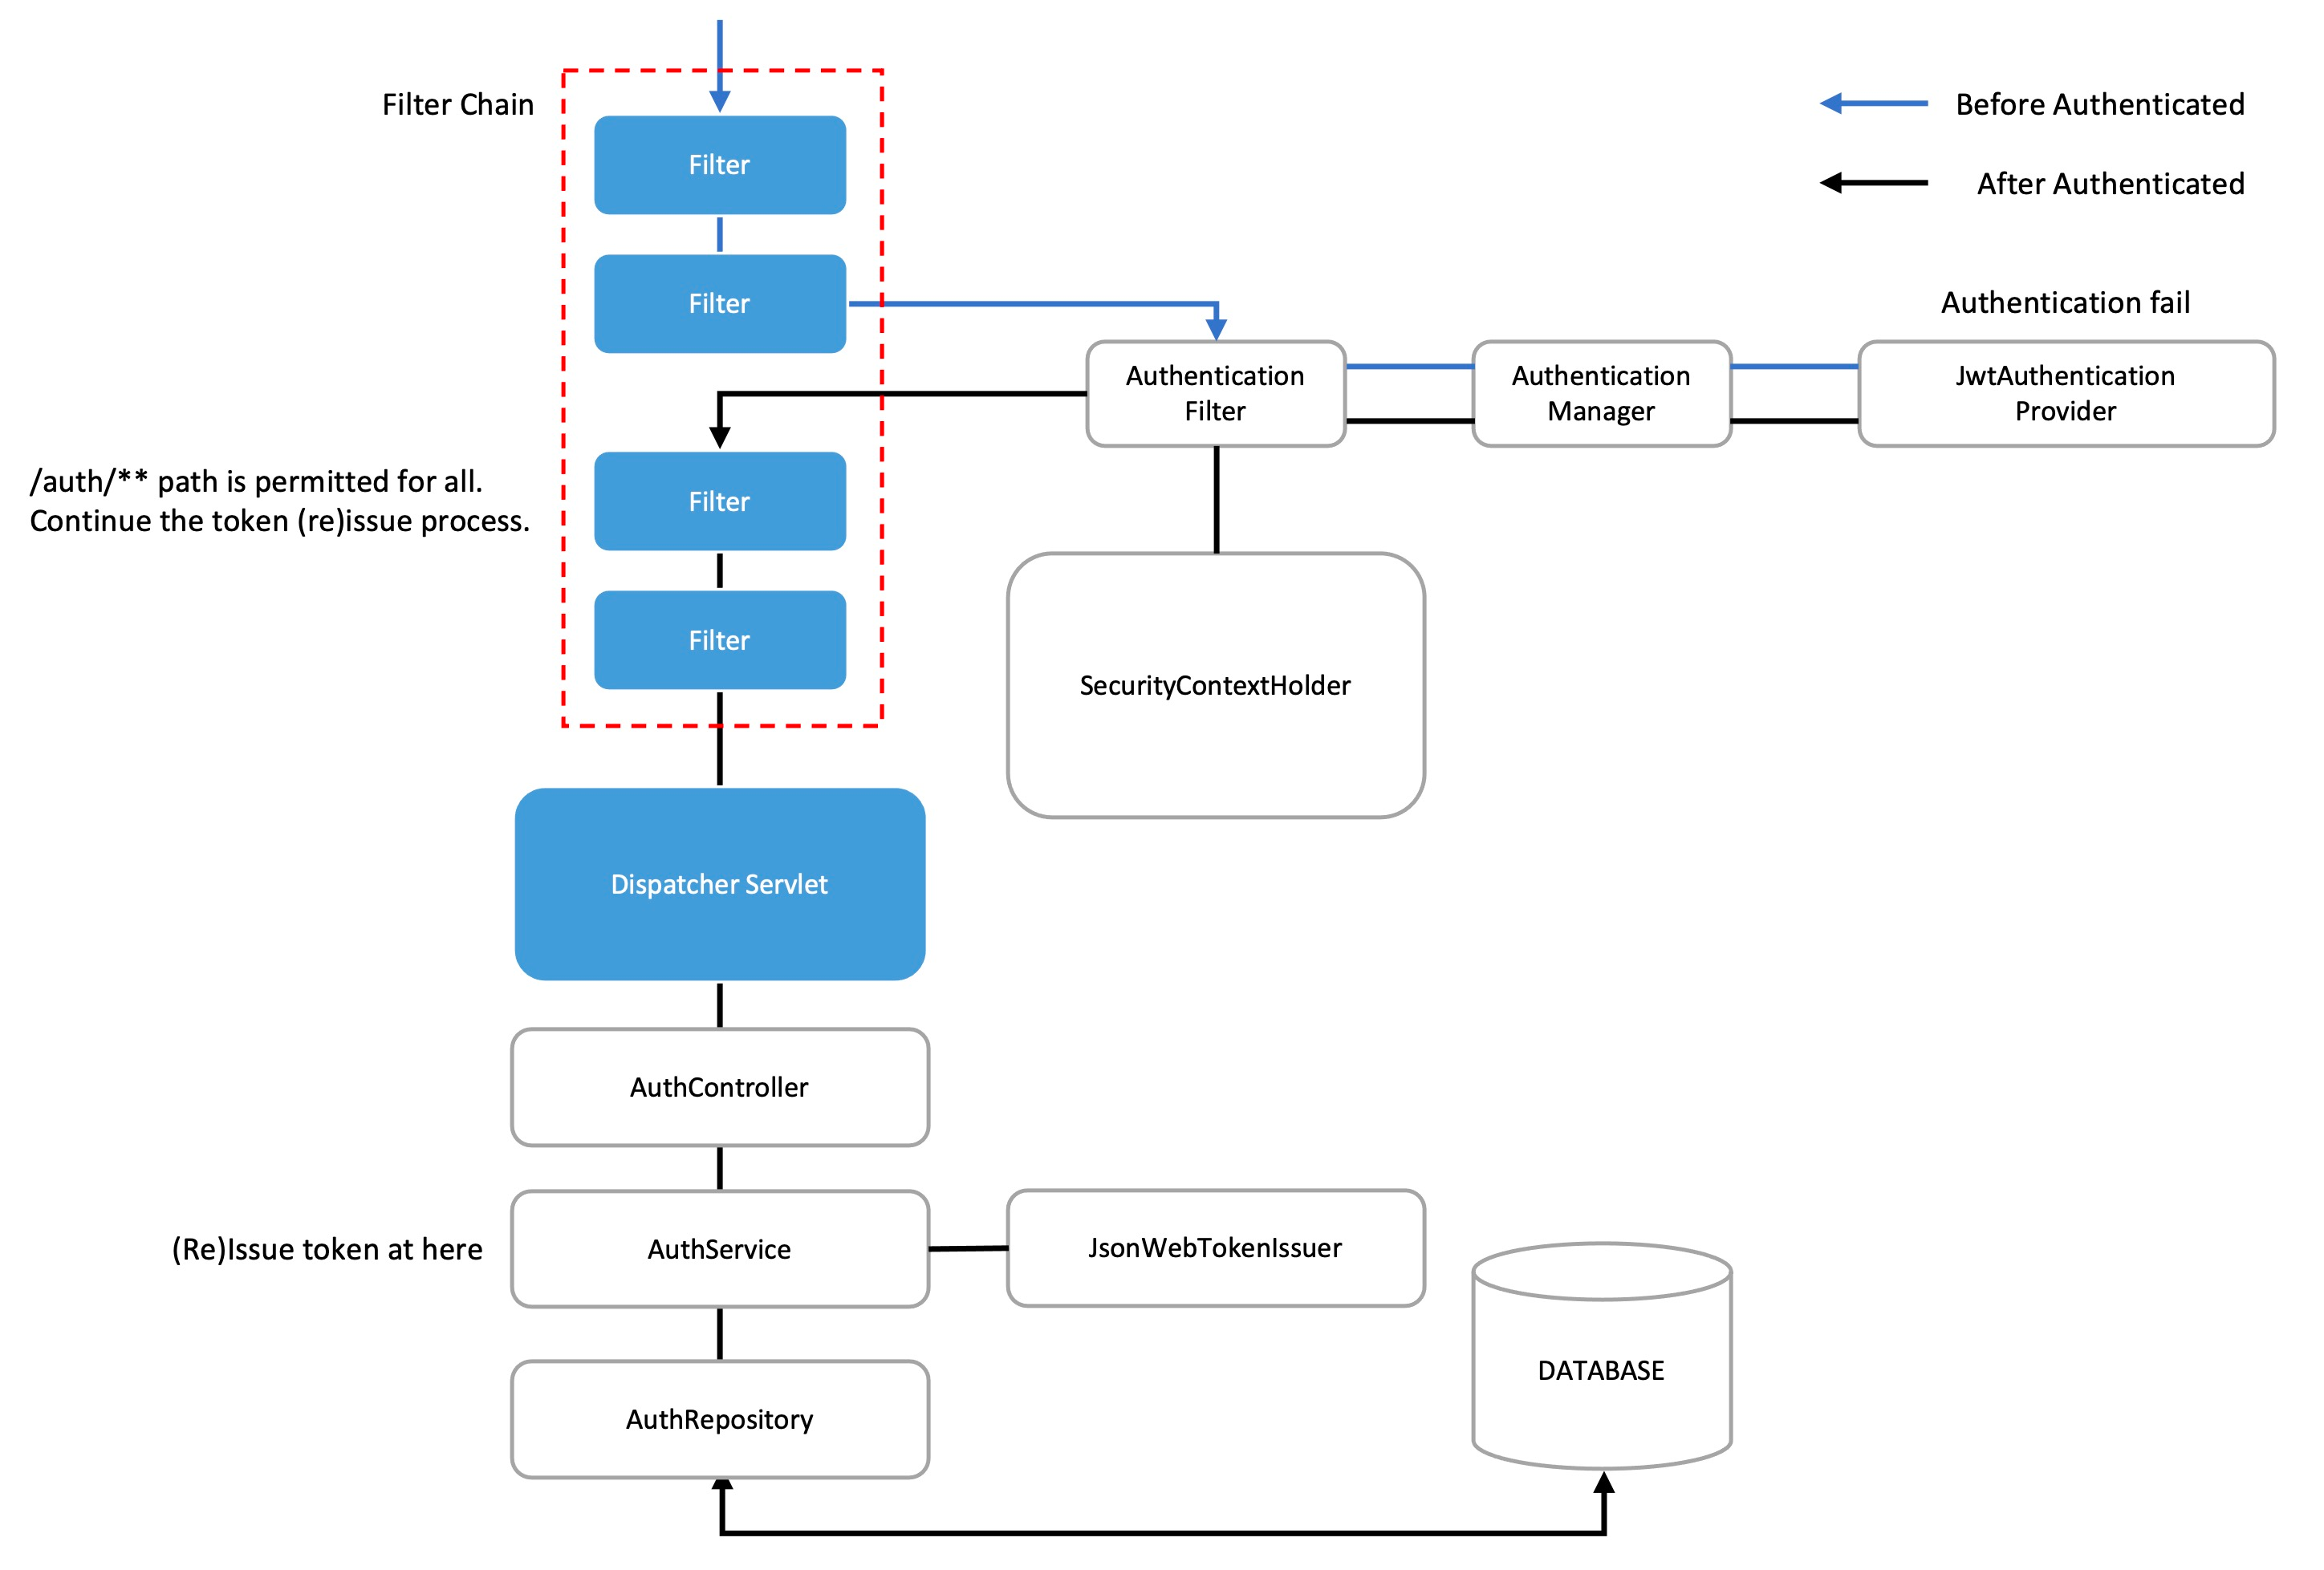 Filter Chain
Before Authenticated
After Authenticated
Filter
Filter
Authentication fail
Authentication
Filter
Authentication
Manager
JwtAuthentication
Provider
/auth/** path is permitted for all.
Continue the token (re)issue process.
Filter
Filter
SecurityContextHolder
Dispatcher Servlet
AuthController
(Re)Issue token at here
AuthService
JsonWebTokenIssuer
DATABASE
AuthRepository